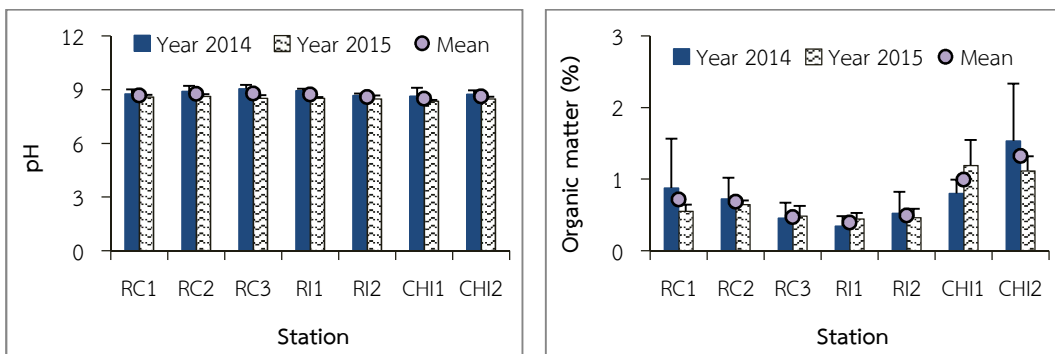 12
9
6
3
0
pH
Year 2014 Year 2015 Mean
RC1 RC2 RC3 RI1 RI2 CHI1 CHI2
Station
3
2
1
0
Organic matter (%)
Year 2014 Year 2015 Mean
RC1 RC2 RC3 RI1 RI2 CHI1 CHI2
Station